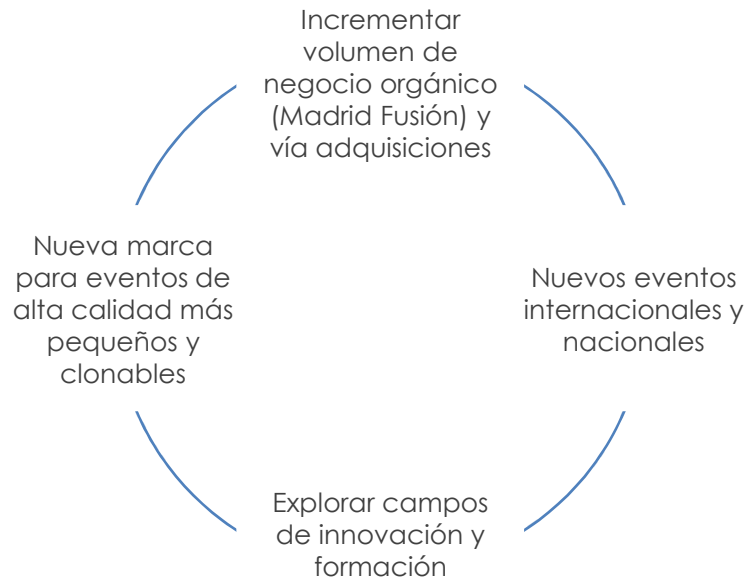 Incrementar
volumen de
negocio orgánico
(Madrid Fusión) y
vía adquisiciones
Nueva marca
para eventos de
alta calidad más
pequeños y
clonables
Nuevos eventos
internacionales y
nacionales
Explorar campos
de innovación y
formación